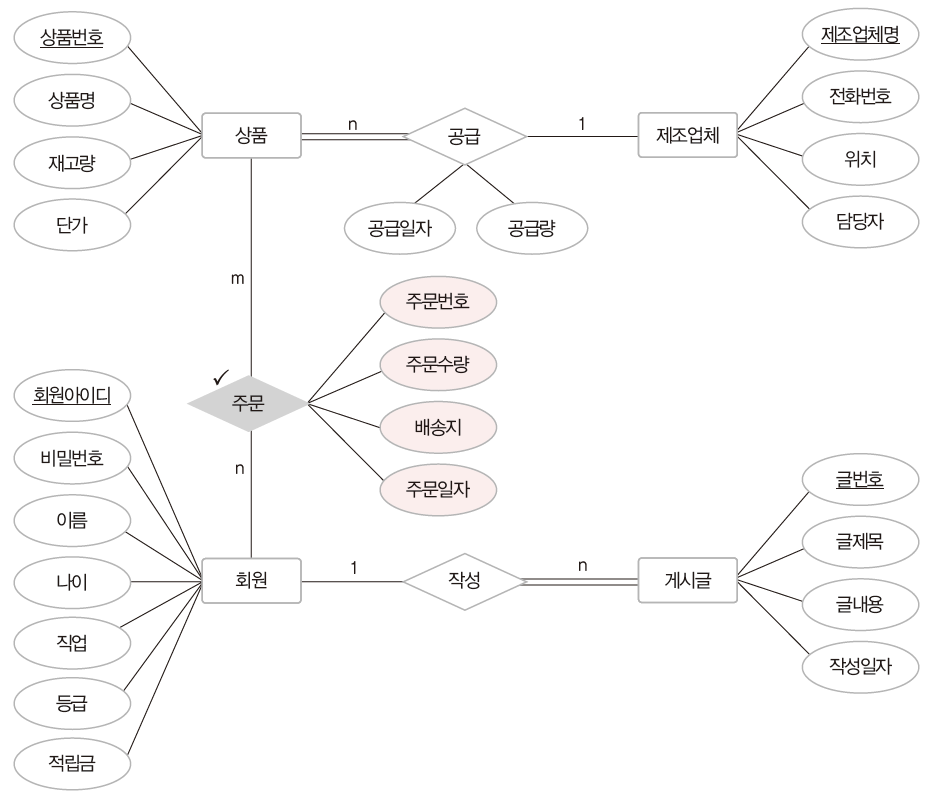 상품번호
상품명
재고량
단가
상품
n
공급
1
제조업체
제조업체명
전화번호
위치
담당자
공급일자
공급량
m
✓
주문
주문번호
주문수량
배송지
주문일자
n
회원아이디
비밀번호
이름
나이
직업
등급
적립금
회원
1
작성
n
게시글
글번호
글제목
글내용
작성일자